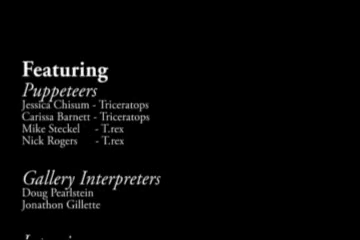 Featuring
Puppeteers
Jessica Chisum - Triceratops
Carissa Barnett - Triceratops
Mike Steckel - T.rex
Nick Rogers - T.rex
Gallery Interpreters
Doug Pearlstein
Jonathon Gillette